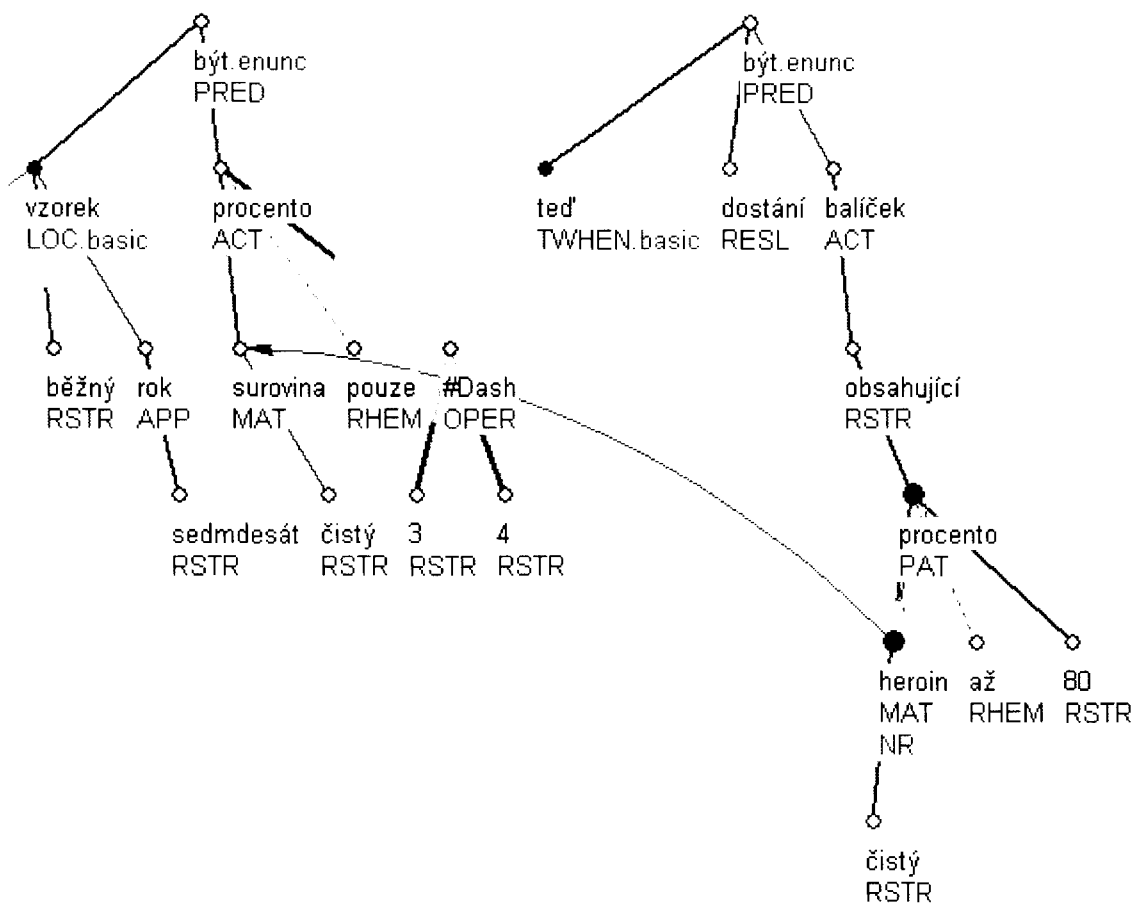 být.enunc
PRED
být.enunc
PRED
vzorek
LOC.basic
procento
ACT
teď
TWHEN.basic
dostání
RESL
balíček
ACT
běžný
RSTR
rok
APP
surovina
MAT
pouze
RHEM
#Dash
OPER
obsahující
RSTR
sedmdesát
RSTR
čistý
RSTR
3
RSTR
4
RSTR
procento
PAT
heroin
MAT
NR
až
RHEM
80
RSTR
čistý
RSTR